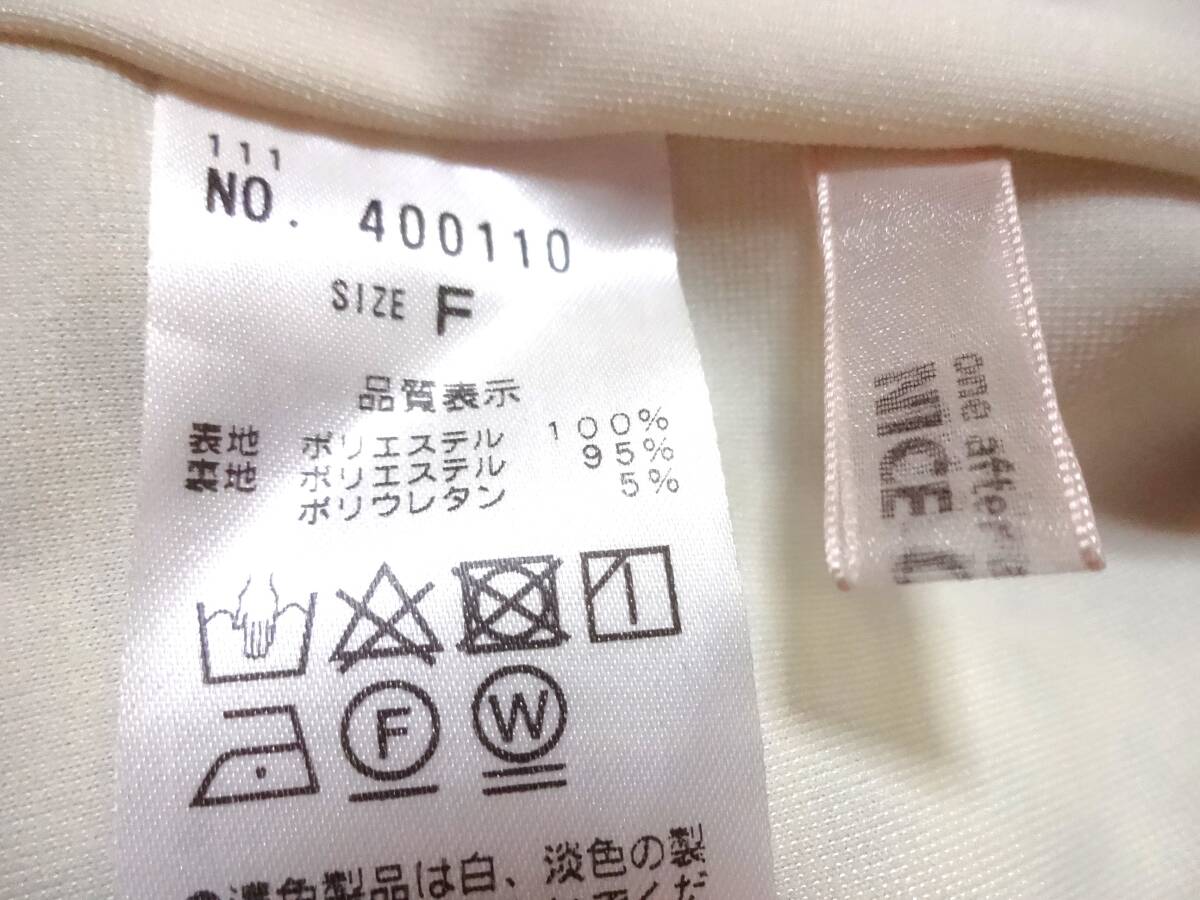 111
NO. 400110
SIZE F
品質表示
表地 ポリエステル 100%
裏地 ポリエステル 95%
ポリウレタン 5%
F
W
●濃色製品は白、淡色の製
one after
NICE